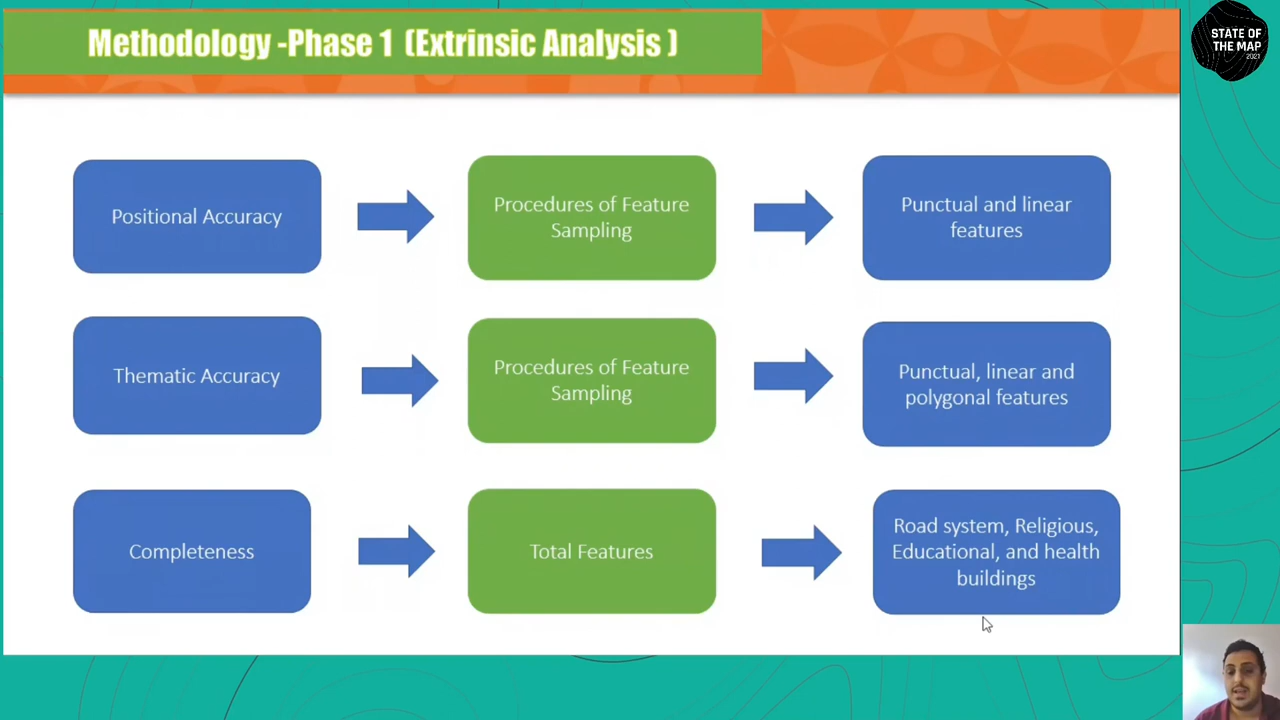 Methodology -Phase 1 (Extrinsic Analysis )
STATE OF
THE MAP
2021
Positional Accuracy
Procedures of Feature
Sampling
Punctual and linear
features
Thematic Accuracy
Procedures of Feature
Sampling
Punctual, linear and
polygonal features
Completeness
Total Features
Road system, Religious,
Educational, and health
buildings